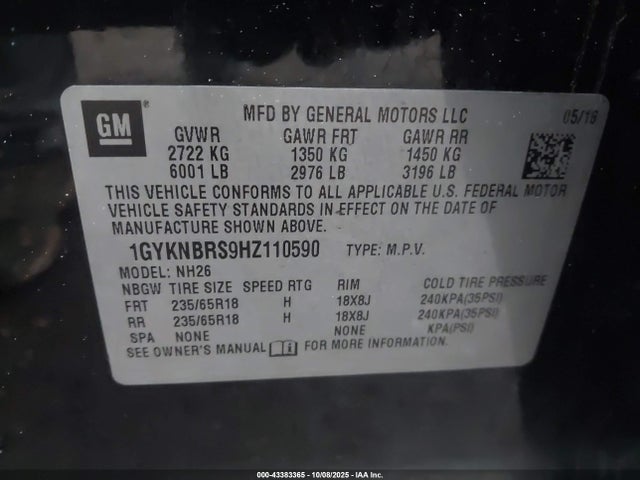 GM ®
MFD BY GENERAL MOTORS LLC 05/16
GVWR GAWR FRT GAWR RR
2722 KG 1350 KG 1450 KG
6001 LB 2976 LB 3196 LB
THIS VEHICLE CONFORMS TO ALL APPLICABLE U.S. FEDERAL MOTOR
VEHICLE SAFETY STANDARDS IN EFFECT ON THE DATE OF
MANUFACTURE SHOWN ABOVE.
1GYKNBRS9HZ110590 TYPE: M.P.V.
MODEL: NH26
NBGW TIRE SIZE SPEED RTG RIM COLD TIRE PRESSURE
FRT 235/65R18 H 18X8J 240KPA(35PSI)
RR 235/65R18 H 18X8J 240KPA(35PSI)
SPA NONE NONE KPA(PSI)
SEE OWNER'S MANUAL FOR MORE INFORMATION.
000-43383365 - 10/08/2025 - IAA Inc.